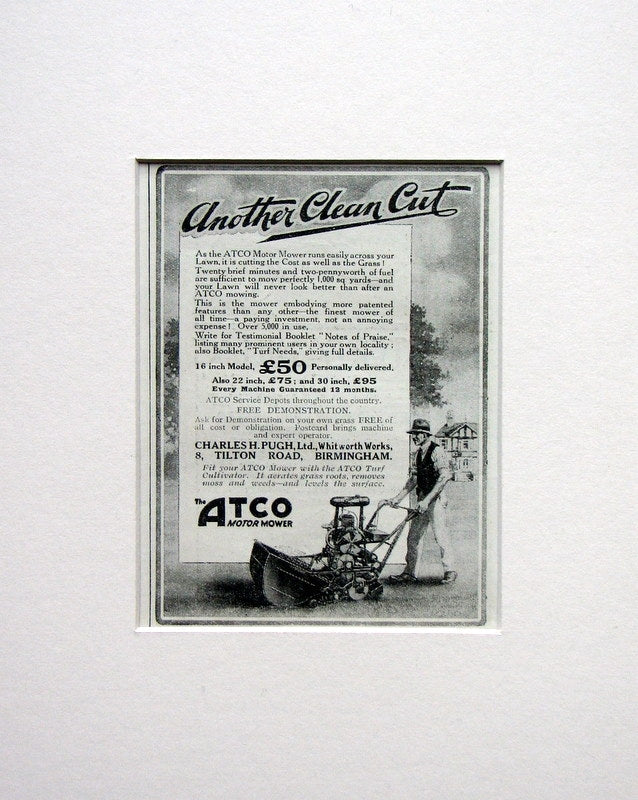 Another Clean Cut
As the ATCO Motor Mower runs easily across your
Lawn, it is cutting the Cost as well as the Grass!
Twenty brief minutes and two-pennyworth of fuel
are sufficient to mow perfectly 1,000 sq. yards—and
your Lawn will never look better than after an
ATCO mowing.
This is the mower embodying more patented
features than any other—the finest mower of
all time—a paying investment, not an annoying
expense! Over 5,000 in use.
Write for Testimonial Booklet "Notes of Praise,"
listing many prominent users in your own locality;
also Booklet, "Turf Needs," giving full details.
16 inch Model, £50 Personally delivered.
Also 22 inch, £75; and 30 inch, £95
Every Machine Guaranteed 12 months.
ATCO Service Depots throughout the country.
FREE DEMONSTRATION.
Ask for Demonstration on your own grass FREE of
all cost or obligation. Postcard brings machine
and expert operator.
CHARLES H. PUGH, Ltd., Whitworth Works,
8, TILTON ROAD, BIRMINGHAM.
Fit your ATCO Mower with the ATCO Turf
Cultivator. It aerates grass roots, removes
moss and weeds—and levels the surface.
The ATCO
MOTOR MOWER